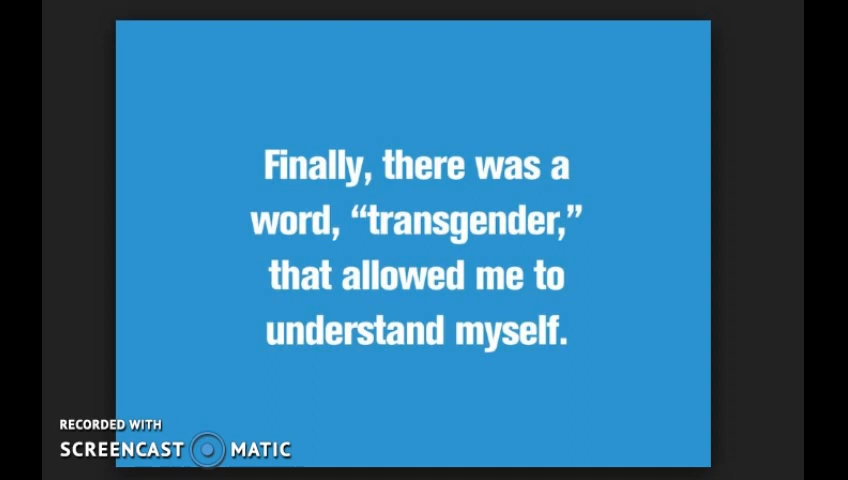 Finally, there was a
word, “transgender,”
that allowed me to
understand myself.
RECORDED WITH
SCREENCAST MATIC